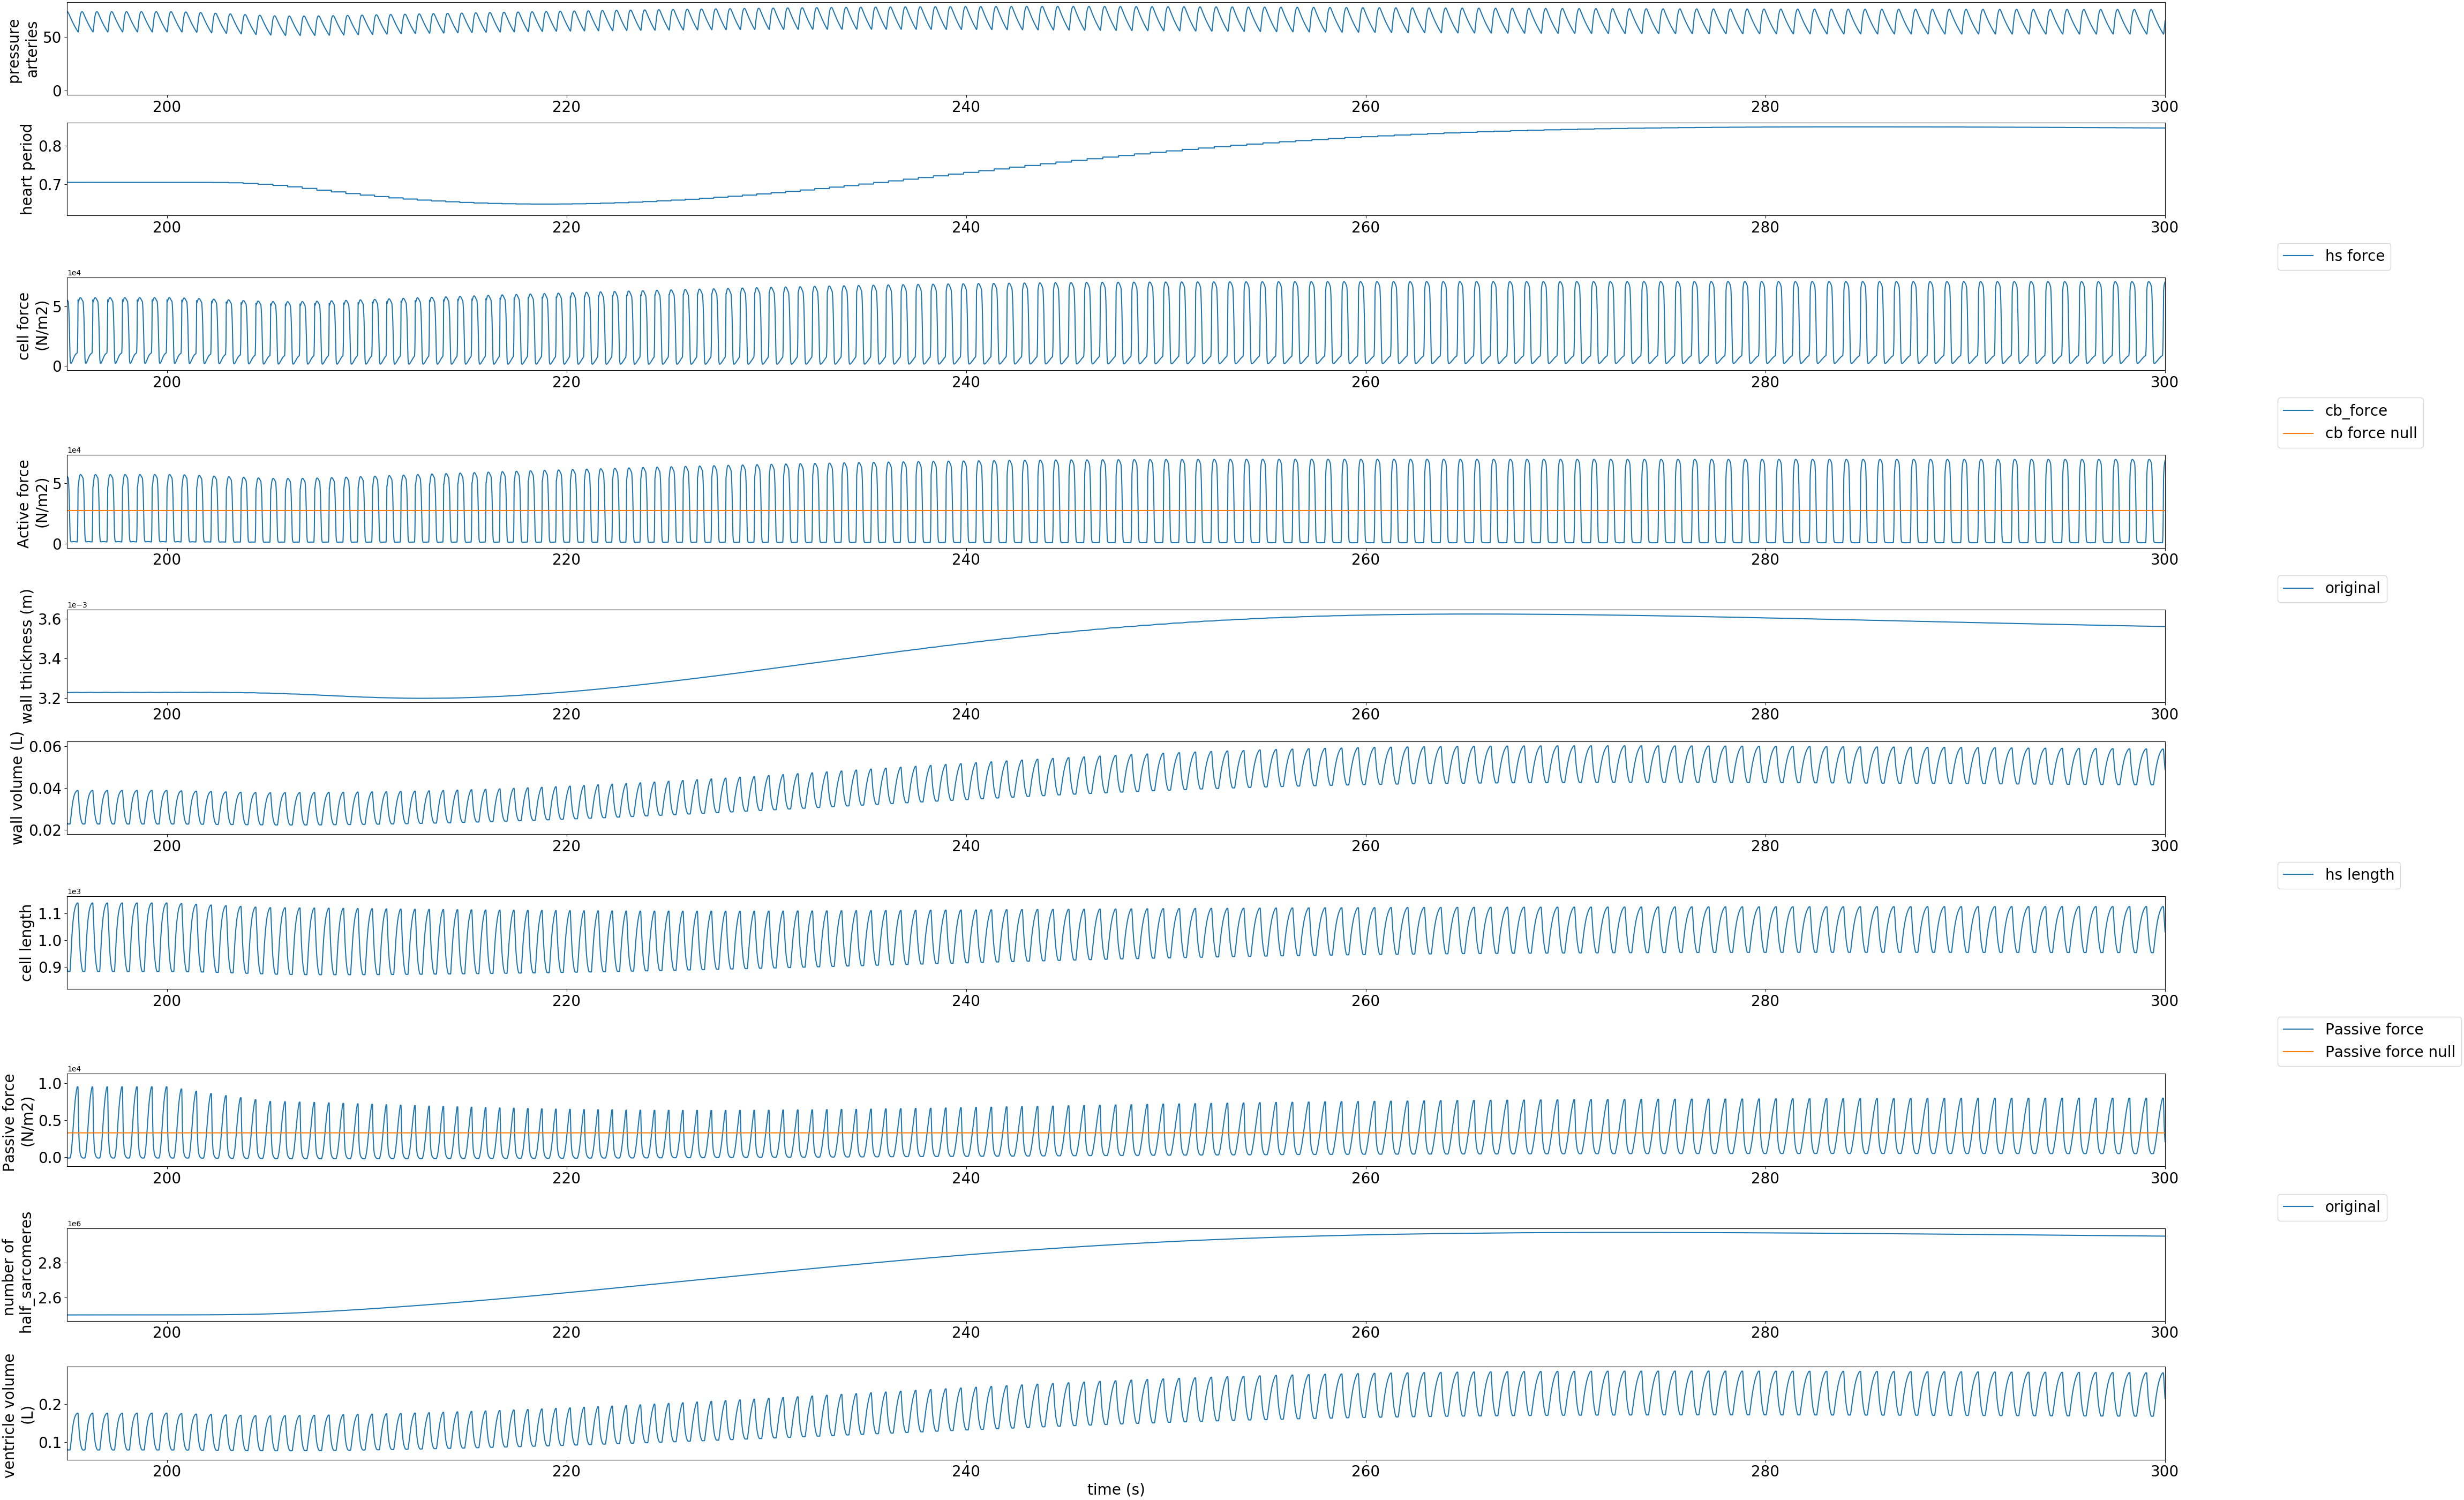 pressure
arteries
50
0
200 220 240 260 280 300
heart period
0.8
0.7
200 220 240 260 280 300
hs force
1e4
cell force
(N/m2)
5
0
200 220 240 260 280 300
cb_force
cb force null
1e4
Active force
(N/m2)
5
0
200 220 240 260 280 300
original
1e−3
wall thickness (m)
3.6
3.4
3.2
200 220 240 260 280 300
wall volume (L)
0.06
0.04
0.02
200 220 240 260 280 300
hs length
1e3
cell length
1.1
1.0
0.9
200 220 240 260 280 300
Passive force
Passive force null
1e4
Passive force
(N/m2)
1.0
0.5
0.0
200 220 240 260 280 300
original
1e6
number of
half_sarcomeres
2.8
2.6
200 220 240 260 280 300
ventricle volume
(L)
0.2
0.1
200 220 240 260 280 300
time (s)